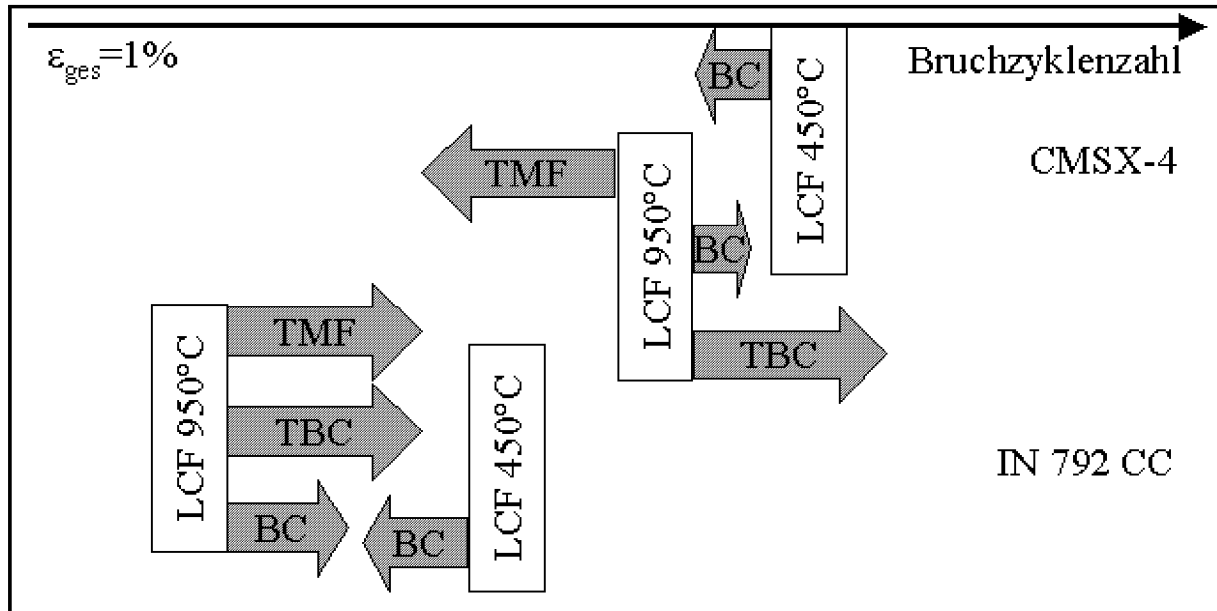 ε_ges=1%
Bruchzyklenzahl
BC
LCF 450°C
CMSX-4
TMF
LCF 950°C
BC
TBC
LCF 950°C
TMF
TBC
BC
BC
LCF 450°C
IN 792 CC